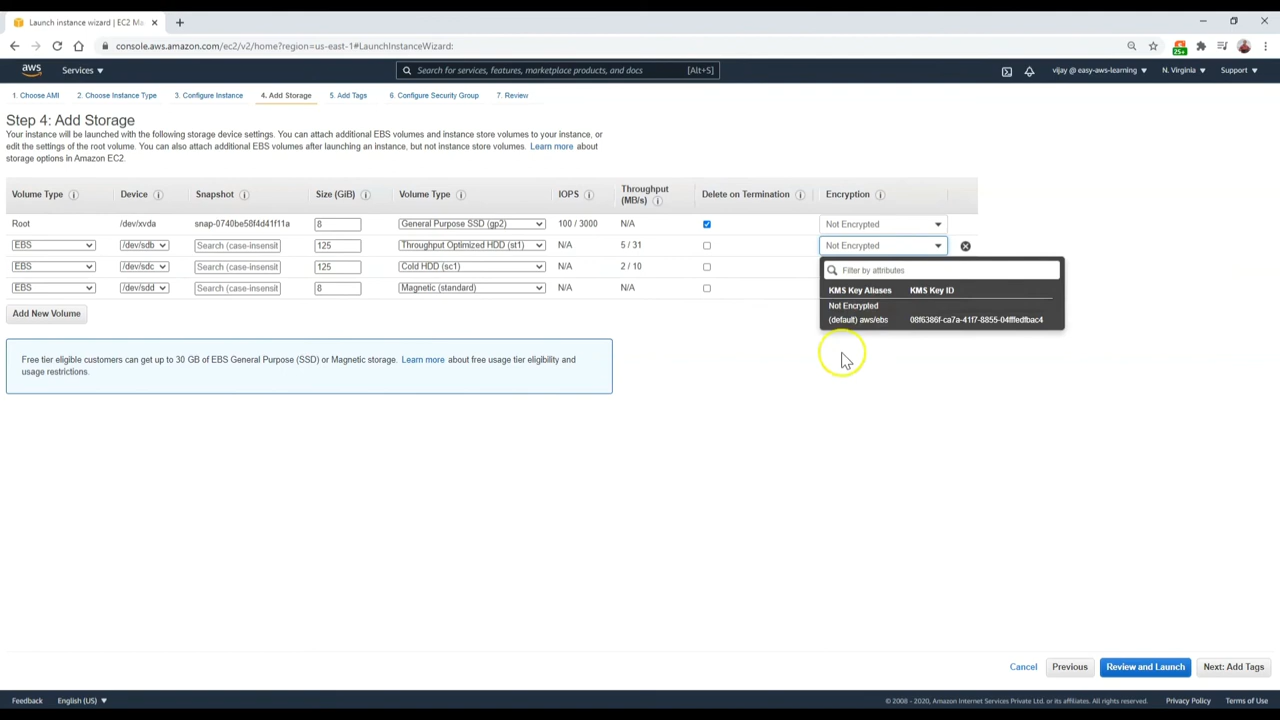 Launch instance wizard | EC2 Ma
console.aws.amazon.com/ec2/v2/home?region=us-east-1#LaunchInstanceWizard:
25+
aws Services Search for services, features, marketplace products, and docs [Alt+S] vijay @ easy-aws-learning N. Virginia Support
1. Choose AMI 2. Choose Instance Type 3. Configure Instance 4. Add Storage 5. Add Tags 6. Configure Security Group 7. Review
Step 4: Add Storage
Your instance will be launched with the following storage device settings. You can attach additional EBS volumes and instance store volumes to your instance, or
edit the settings of the root volume. You can also attach additional EBS volumes after launching an instance, but not instance store volumes. Learn more about
storage options in Amazon EC2.
Volume Type Device Snapshot Size (GiB) Volume Type IOPS Throughput (MB/s) Delete on Termination Encryption
Root /dev/xvda snap-0740be58f4d41f11a 8 General Purpose SSD (gp2) 100 / 3000 N/A Not Encrypted
EBS /dev/sdb Search (case-insensit 125 Throughput Optimized HDD (st1) N/A 5 / 31 Not Encrypted
EBS /dev/sdc Search (case-insensit 125 Cold HDD (sc1) N/A 2 / 10
EBS /dev/sdd Search (case-insensit 8 Magnetic (standard) N/A N/A
Filter by attributes
KMS Key Aliases KMS Key ID
Not Encrypted
(default) aws/ebs 08f6386f-ca7a-41f7-8855-04fffedfbac4
Add New Volume
Free tier eligible customers can get up to 30 GB of EBS General Purpose (SSD) or Magnetic storage. Learn more about free usage tier eligibility and
usage restrictions.
Cancel Previous Review and Launch Next: Add Tags
Feedback English (US) © 2008 - 2020, Amazon Internet Services Private Ltd. or its affiliates. All rights reserved. Privacy Policy Terms of Use